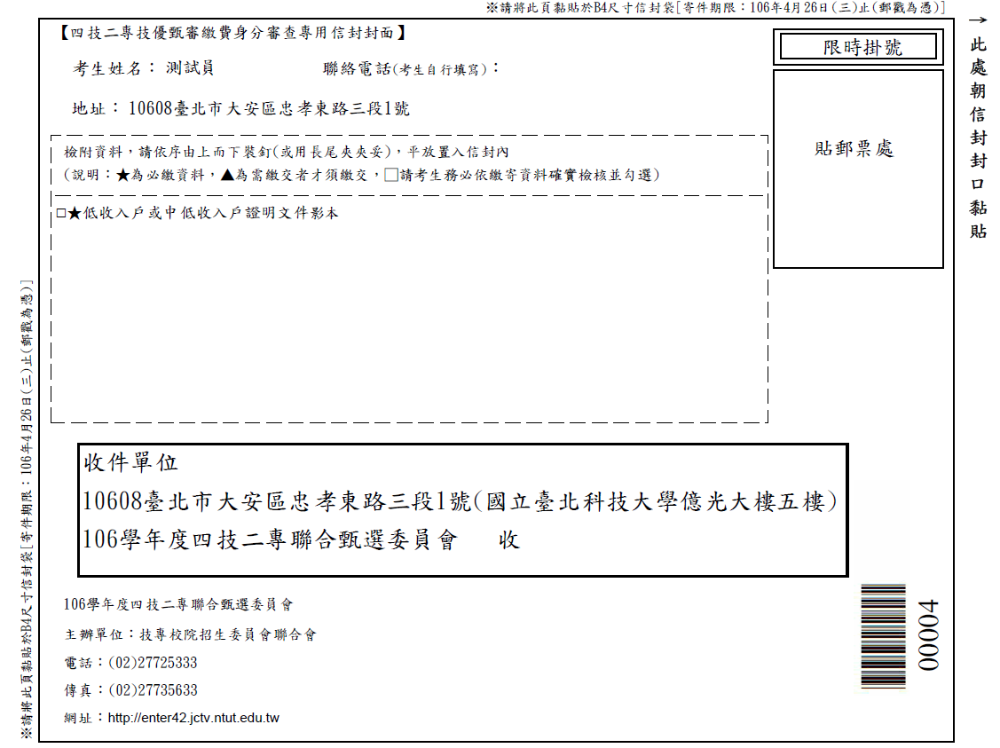 ※請將此頁黏貼於B4尺寸信封袋[寄件期限：106年4月26日(三)止(郵戳為憑)]
【四技二專技優甄審繳費身分審查專用信封封面】
限時掛號
考生姓名： 測試員 聯絡電話(考生自行填寫)：
地址： 10608臺北市大安區忠孝東路三段1號
貼郵票處
→此處朝信封封口黏貼
檢附資料，請依序由上而下裝釘(或用長尾夾夾妥)，平放置入信封內
(說明：★為必繳資料，▲為需繳交者才須繳交，□請考生務必依繳寄資料確實檢核並勾選)
□★低收入戶或中低收入戶證明文件影本
※請將此頁黏貼於B4尺寸信封袋[寄件期限：106年4月26日(三)止(郵戳為憑)]
收件單位
10608臺北市大安區忠孝東路三段1號(國立臺北科技大學億光大樓五樓)
106學年度四技二專聯合甄選委員會 收
106學年度四技二專聯合甄選委員會
主辦單位：技專校院招生委員會聯合會
電話：(02)27725333
傳真：(02)27735633
網址：http://enter42.jctv.ntut.edu.tw
00004